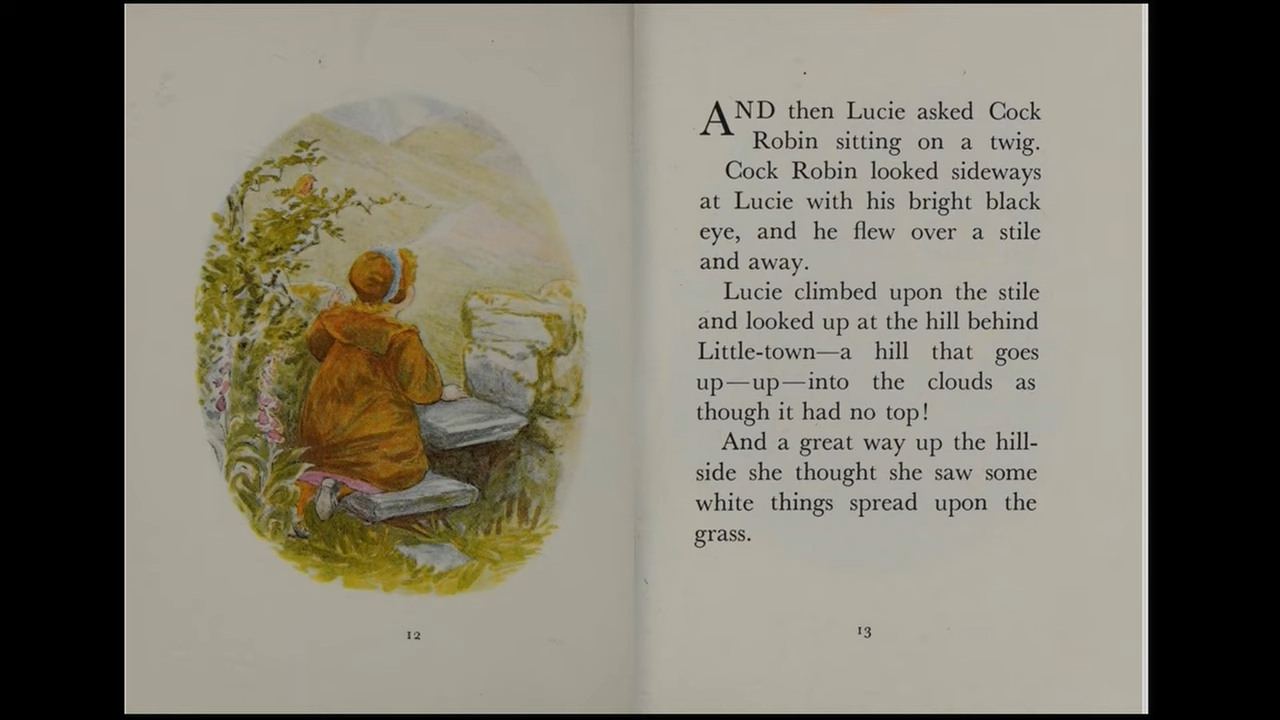 AND then Lucie asked Cock
Robin sitting on a twig.
Cock Robin looked sideways
at Lucie with his bright black
eye, and he flew over a stile
and away.
Lucie climbed upon the stile
and looked up at the hill behind
Little-town—a hill that goes
up—up—into the clouds as
though it had no top!
And a great way up the hill-
side she thought she saw some
white things spread upon the
grass.
12
13